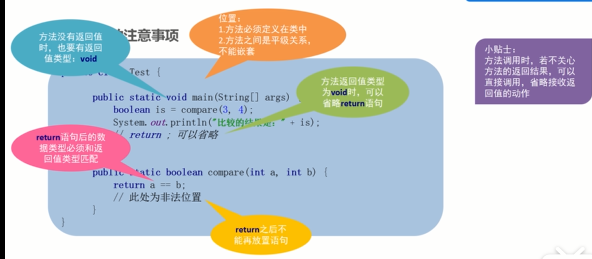 注意事项
方法没有返回值
时，也要有返回
值类型：void
位置：
1.方法必须定义在类中
2.方法之间是平级关系、
不能嵌套
小贴士：
方法调用时，若不关心
方法的返回结果，可以
直接调用，省略接收返
回值的动作
Test {
public static void main(String[] args)
boolean is = compare(3, 4);
System.out.println("比较的结果是：" + is);
// return ; 可以省略
方法返回值类型
为void时，可以
省略return语句
return语句后的数
据类型必须和返
回值类型匹配
public static boolean compare(int a, int b) {
return a == b;
// 此处为非法位置
}
}
return之后不
能再放置语句